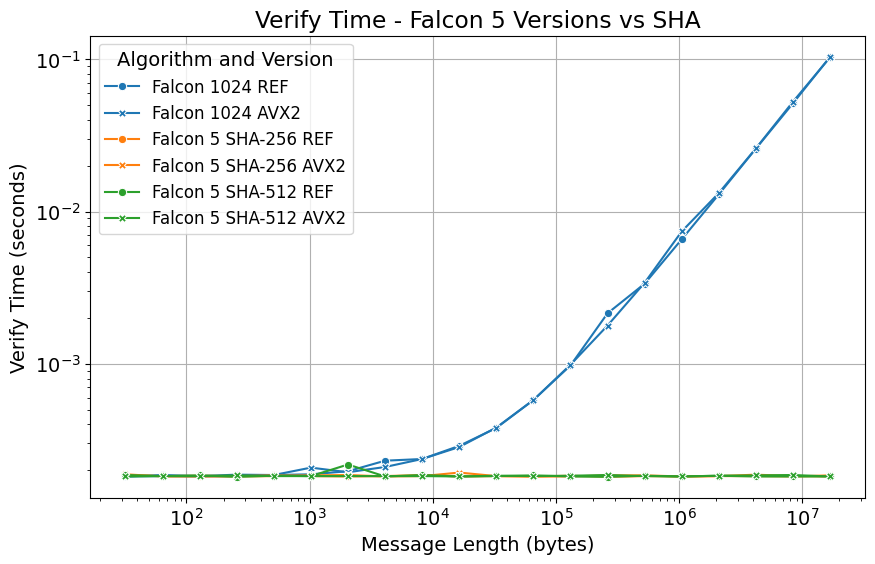 Verify Time - Falcon 5 Versions vs SHA
Algorithm and Version
Falcon 1024 REF
Falcon 1024 AVX2
Falcon 5 SHA-256 REF
Falcon 5 SHA-256 AVX2
Falcon 5 SHA-512 REF
Falcon 5 SHA-512 AVX2
Verify Time (seconds)
10⁻¹
10⁻²
10⁻³
10² 10³ 10⁴ 10⁵ 10⁶ 10⁷
Message Length (bytes)